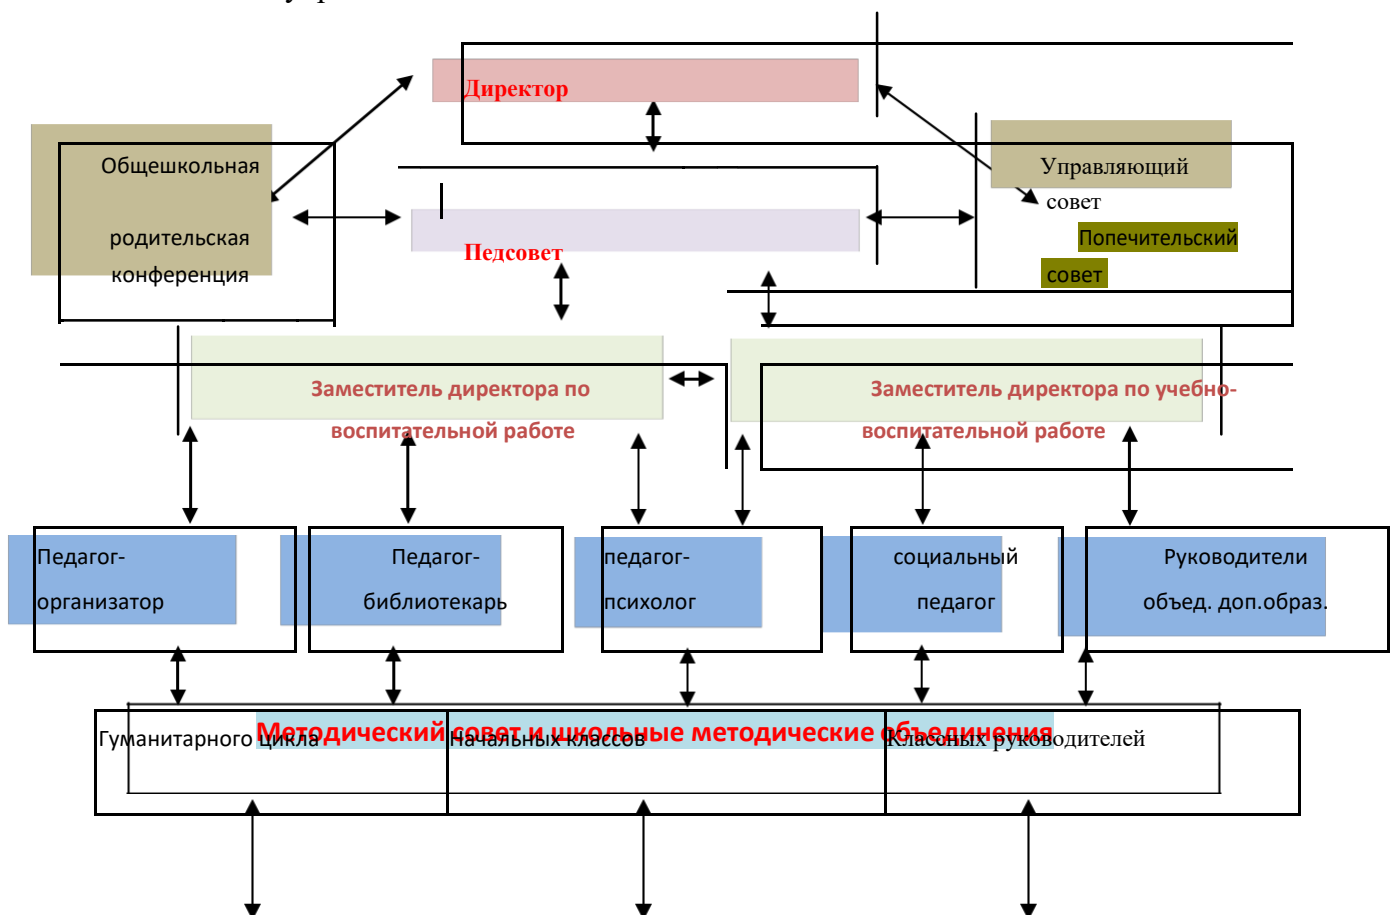 Директор
Общешкольная
родительская
конференция
Управляющий
совет
Попечительский
совет
Педсовет
Заместитель директора по
воспитательной работе
Заместитель директора по учебно-
воспитательной работе
Педагог-
организатор
Педагог-
библиотекарь
педагог-
психолог
социальный
педагог
Руководители
объед. доп.образ.
Методический совет и школьные методические объединения
Гуманитарного цикла
Начальных классов
Классных руководителей